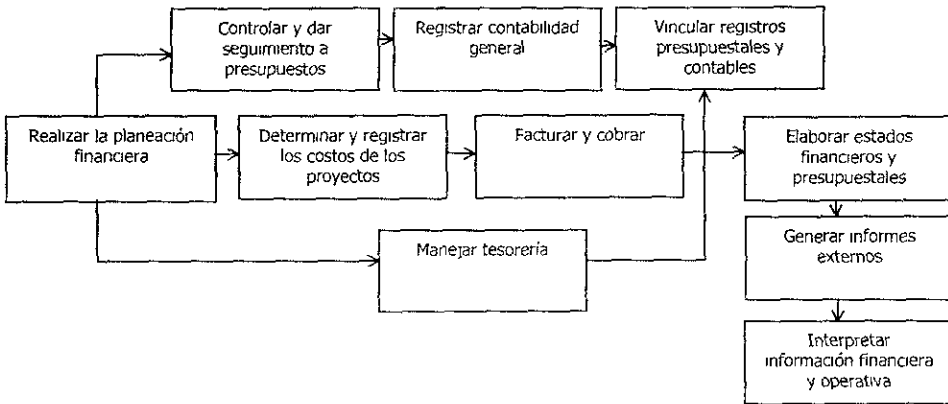 Controlar y dar
seguimiento a
presupuestos
Registrar contabilidad
general
Vincular registros
presupuestales y
contables
Realizar la planeación
financiera
Determinar y registrar
los costos de los
proyectos
Facturar y cobrar
Elaborar estados
financieros y
presupuestales
Manejar tesorería
Generar informes
externos
Interpretar
información financiera
y operativa